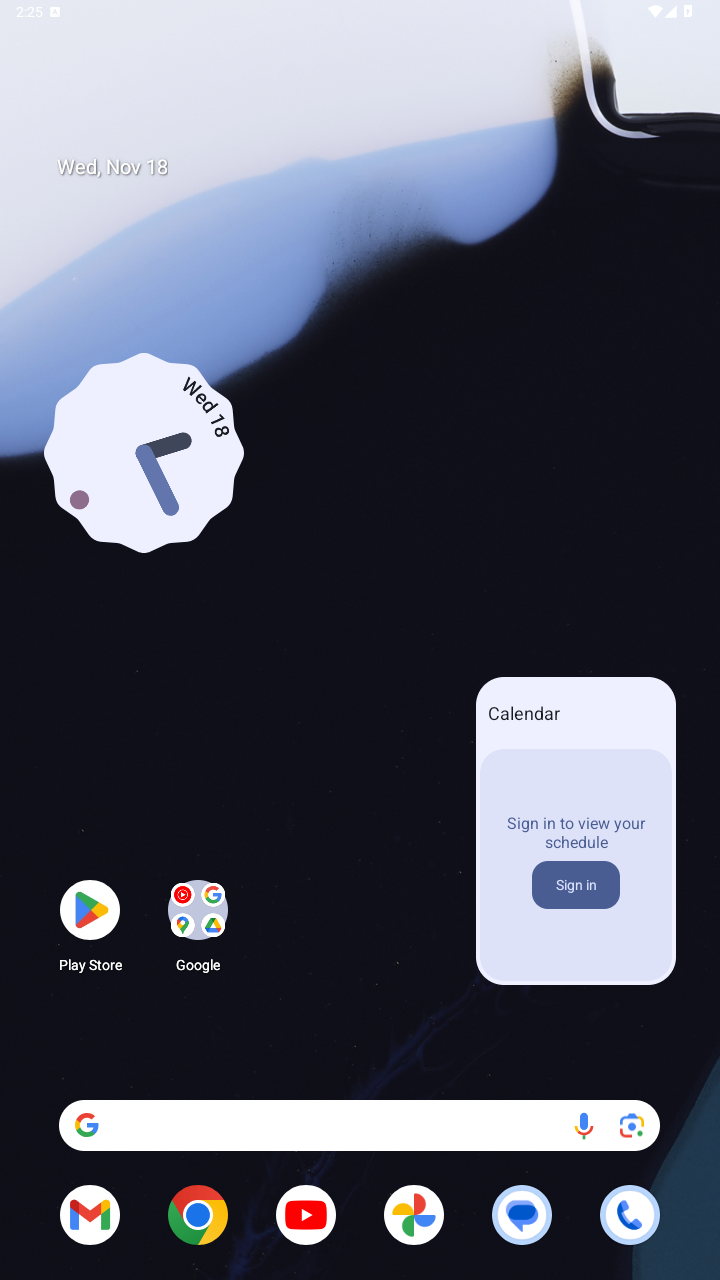 2:25
Wed, Nov 18
Wed 18
Calendar
Sign in to view your
schedule
Sign in
Play Store
Google